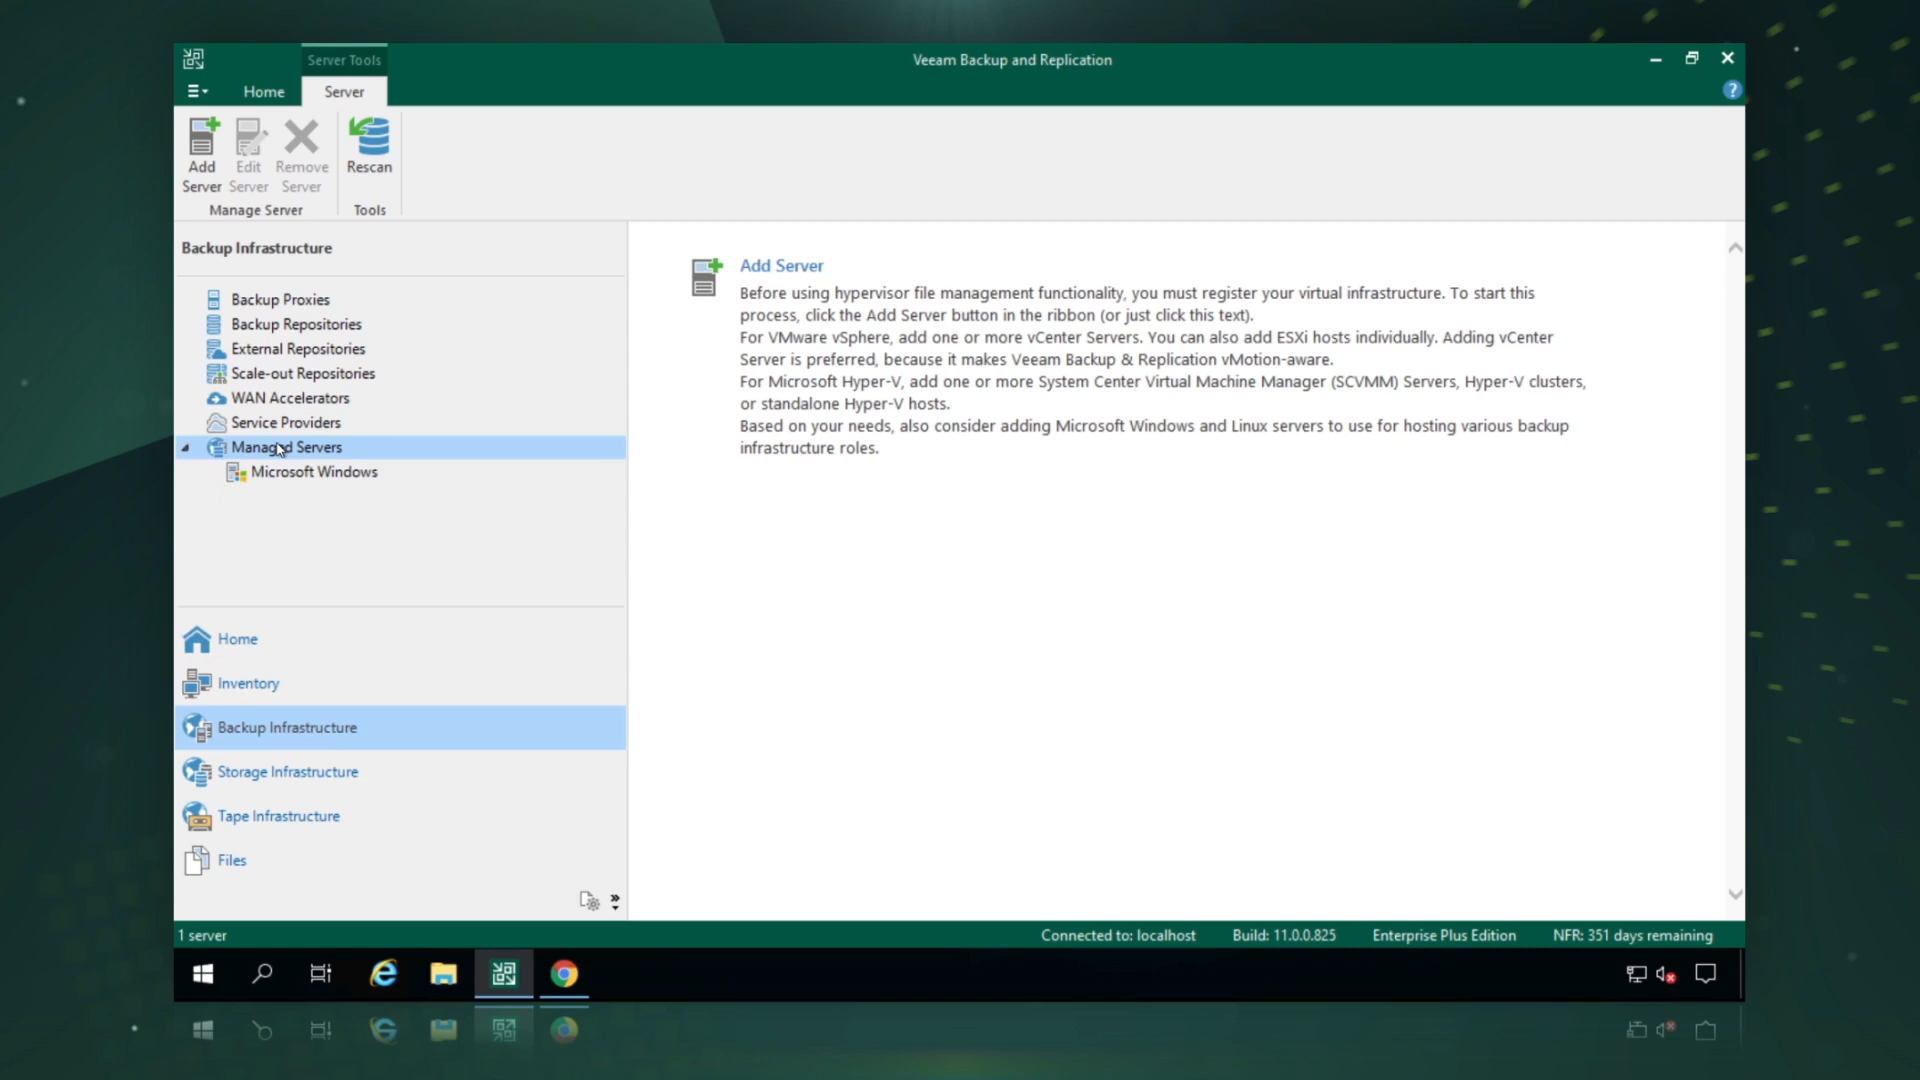 Server Tools
Veeam Backup and Replication
Home
Server
Add Server
Edit Server
Remove Server
Rescan
Manage Server
Tools
Backup Infrastructure
Backup Proxies
Backup Repositories
External Repositories
Scale-out Repositories
WAN Accelerators
Service Providers
Managed Servers
Microsoft Windows
Home
Inventory
Backup Infrastructure
Storage Infrastructure
Tape Infrastructure
Files
Add Server
Before using hypervisor file management functionality, you must register your virtual infrastructure. To start this
process, click the Add Server button in the ribbon (or just click this text).
For VMware vSphere, add one or more vCenter Servers. You can also add ESXi hosts individually. Adding vCenter
Server is preferred, because it makes Veeam Backup & Replication vMotion-aware.
For Microsoft Hyper-V, add one or more System Center Virtual Machine Manager (SCVMM) Servers, Hyper-V clusters,
or standalone Hyper-V hosts.
Based on your needs, also consider adding Microsoft Windows and Linux servers to use for hosting various backup
infrastructure roles.
1 server
Connected to: localhost
Build: 11.0.0.825
Enterprise Plus Edition
NFR: 351 days remaining